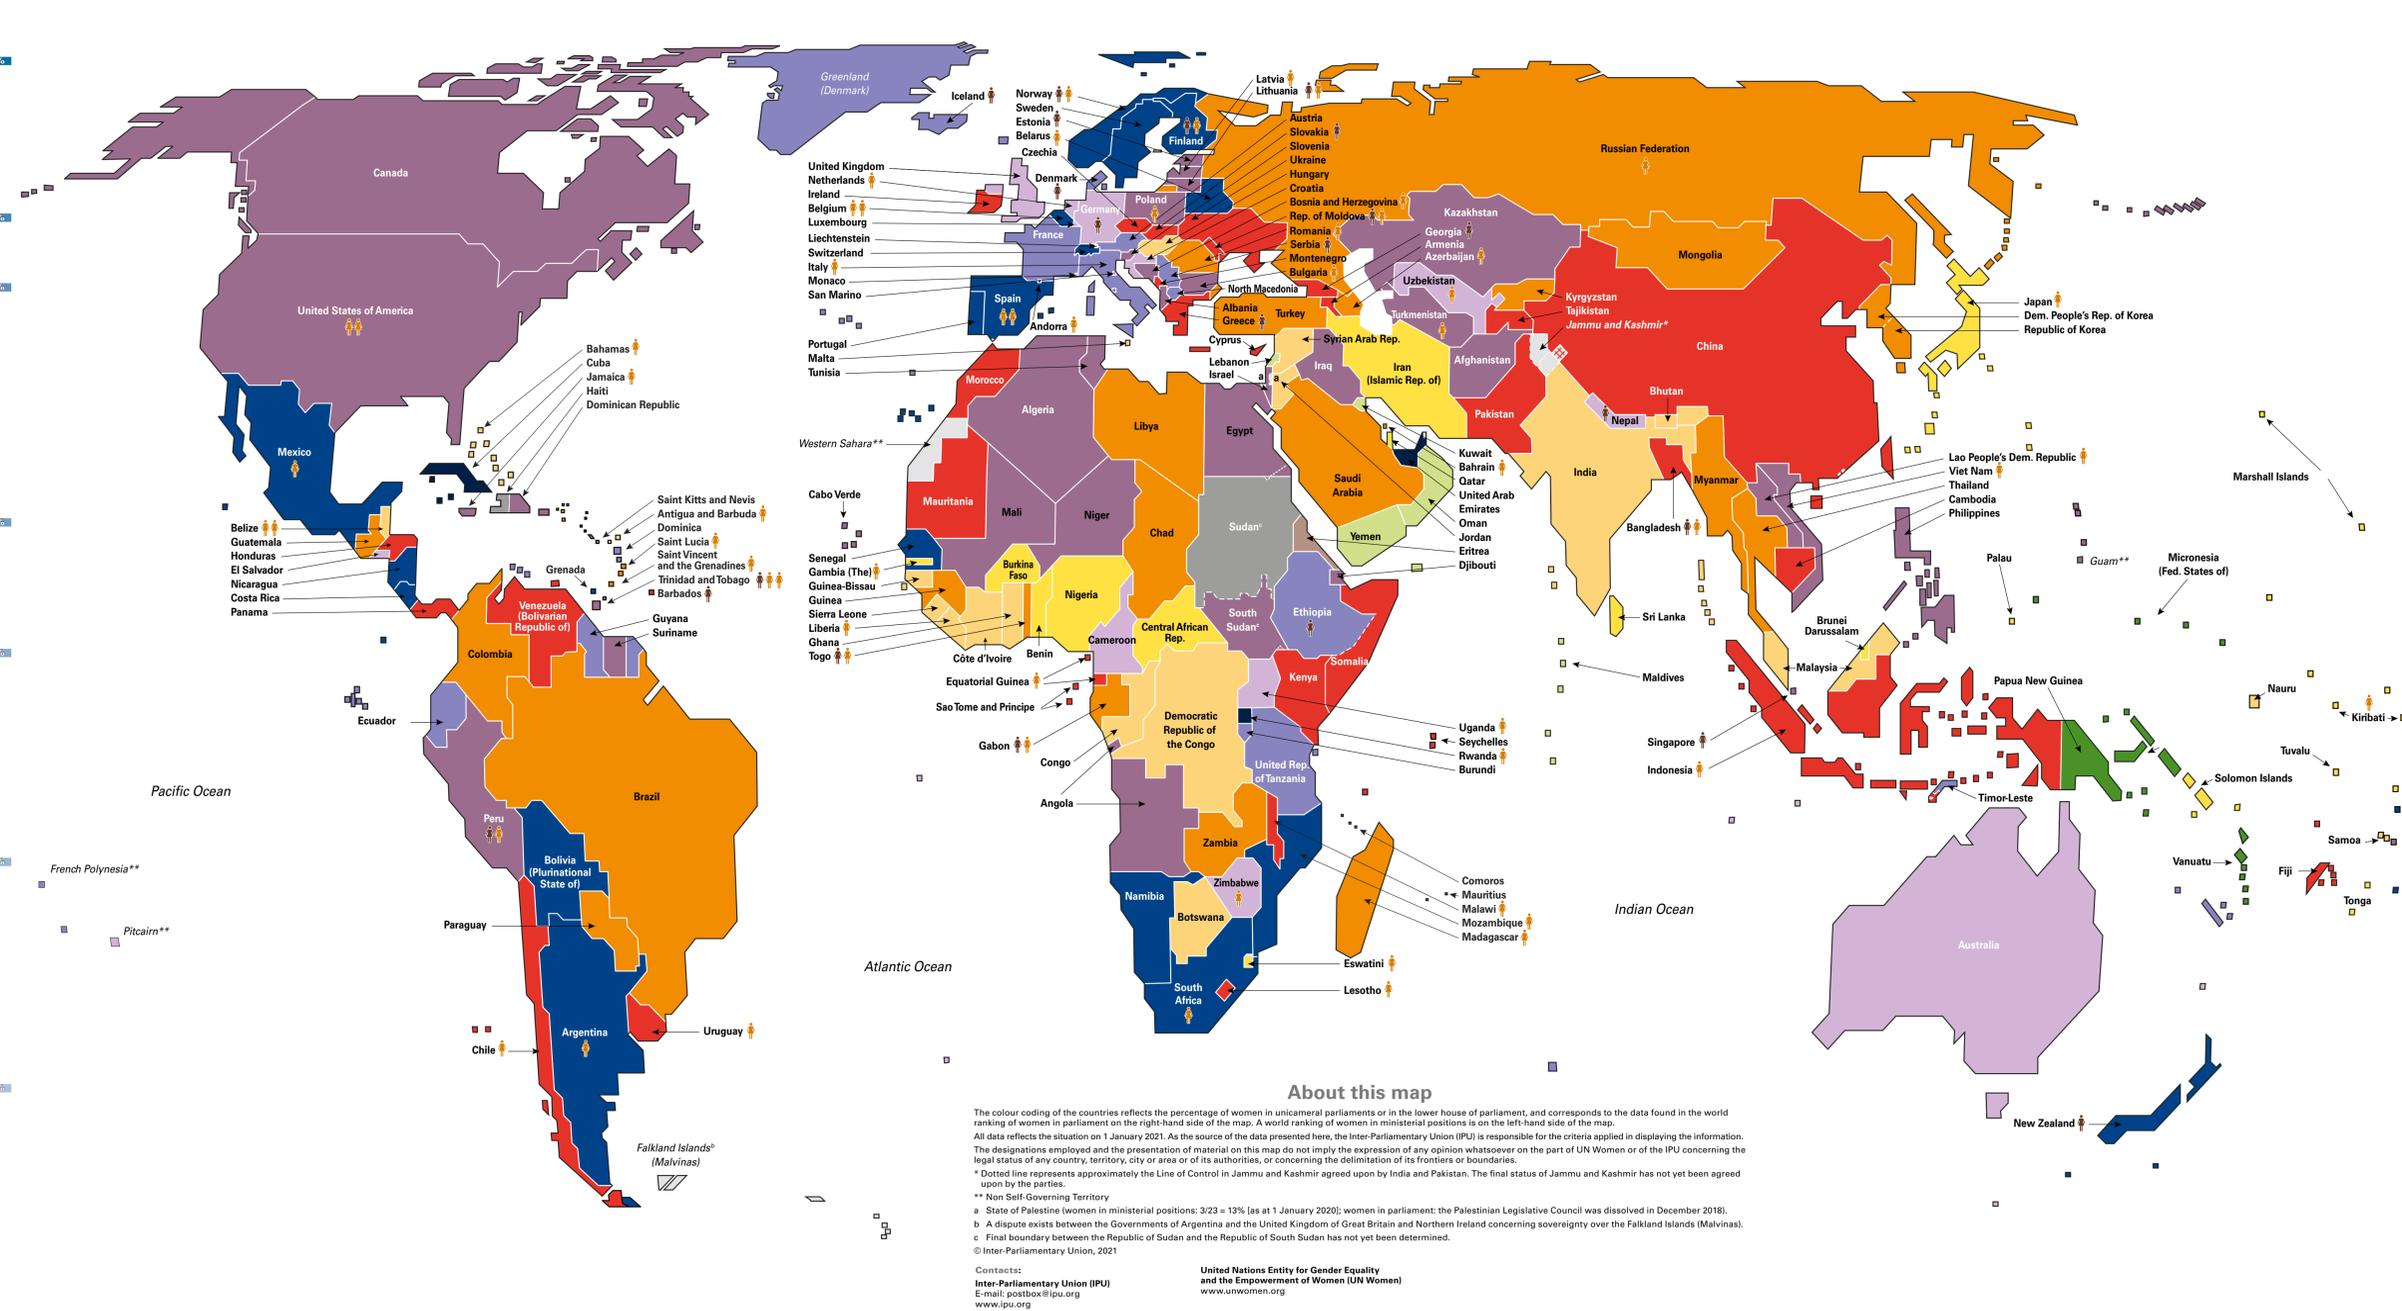 Greenland
(Denmark)
Iceland
Norway
Sweden
Estonia
Belarus
Czechia
Denmark
Finland
Latvia
Lithuania
Austria
Slovakia
Slovenia
Ukraine
Hungary
Croatia
Bosnia and Herzegovina
Rep. of Moldova
Romania
Serbia
Montenegro
Bulgaria
North Macedonia
Albania
Greece
Turkey
United Kingdom
Netherlands
Ireland
Belgium
Luxembourg
Liechtenstein
Switzerland
Italy
Monaco
San Marino
Portugal
Malta
Tunisia
Germany
Poland
France
Spain
Andorra
Russian Federation
Kazakhstan
Georgia
Armenia
Azerbaijan
Uzbekistan
Turkmenistan
Mongolia
Kyrgyzstan
Tajikistan
Jammu and Kashmir*
China
Japan
Dem. People's Rep. of Korea
Republic of Korea
Canada
United States of America
Bahamas
Cuba
Jamaica
Haiti
Dominican Republic
Mexico
Belize
Guatemala
Honduras
El Salvador
Nicaragua
Costa Rica
Panama
Saint Kitts and Nevis
Antigua and Barbuda
Dominica
Saint Lucia
Saint Vincent
and the Grenadines
Trinidad and Tobago
Barbados
Grenada
Venezuela
(Bolivarian
Republic of)
Guyana
Suriname
Colombia
Ecuador
Peru
Brazil
Bolivia
(Plurinational
State of)
Paraguay
Argentina
Uruguay
Chile
Falkland Islandsᵇ
(Malvinas)
Pacific Ocean
French Polynesia**
Pitcairn**
Atlantic Ocean
Cyprus
Lebanon
Israel
a
a
Syrian Arab Rep.
Iraq
Iran
(Islamic Rep. of)
Afghanistan
Pakistan
Bhutan
Nepal
India
Morocco
Algeria
Libya
Egypt
Western Sahara**
Mauritania
Mali
Niger
Chad
Sudanᶜ
Saudi
Arabia
Yemen
Kuwait
Bahrain
Qatar
United Arab
Emirates
Oman
Jordan
Eritrea
Djibouti
Cabo Verde
Senegal
Gambia (The)
Guinea-Bissau
Guinea
Sierra Leone
Liberia
Ghana
Togo
Côte d'Ivoire
Benin
Burkina
Faso
Nigeria
Cameroon
Central African
Rep.
South
Sudanᶜ
Ethiopia
Somalia
Kenya
Equatorial Guinea
Sao Tome and Principe
Gabon
Congo
Angola
Democratic
Republic of
the Congo
United Rep.
of Tanzania
Uganda
Seychelles
Rwanda
Burundi
Zambia
Zimbabwe
Namibia
Botswana
South
Africa
Comoros
Mauritius
Malawi
Mozambique
Madagascar
Eswatini
Lesotho
Bangladesh
Myanmar
Lao People's Dem. Republic
Viet Nam
Thailand
Cambodia
Philippines
Sri Lanka
Maldives
Brunei
Darussalam
Malaysia
Singapore
Indonesia
Papua New Guinea
Timor-Leste
Palau
Guam**
Micronesia
(Fed. States of)
Marshall Islands
Nauru
Kiribati
Tuvalu
Solomon Islands
Samoa
Vanuatu
Fiji
Tonga
Indian Ocean
Australia
New Zealand
About this map
The colour coding of the countries reflects the percentage of women in unicameral parliaments or in the lower house of parliament, and corresponds to the data found in the world
ranking of women in parliament on the right-hand side of the map. A world ranking of women in ministerial positions is on the left-hand side of the map.
All data reflects the situation on 1 January 2021. As the source of the data presented here, the Inter-Parliamentary Union (IPU) is responsible for the criteria applied in displaying the information.
The designations employed and the presentation of material on this map do not imply the expression of any opinion whatsoever on the part of UN Women or of the IPU concerning the
legal status of any country, territory, city or area or of its authorities, or concerning the delimitation of its frontiers or boundaries.
* Dotted line represents approximately the Line of Control in Jammu and Kashmir agreed upon by India and Pakistan. The final status of Jammu and Kashmir has not yet been agreed
upon by the parties.
** Non Self-Governing Territory
a State of Palestine (women in ministerial positions: 3/23 = 13% [as at 1 January 2020]; women in parliament: the Palestinian Legislative Council was dissolved in December 2018).
b A dispute exists between the Governments of Argentina and the United Kingdom of Great Britain and Northern Ireland concerning sovereignty over the Falkland Islands (Malvinas).
c Final boundary between the Republic of Sudan and the Republic of South Sudan has not yet been determined.
© Inter-Parliamentary Union, 2021
Contacts:
Inter-Parliamentary Union (IPU)
E-mail: postbox@ipu.org
www.ipu.org
United Nations Entity for Gender Equality
and the Empowerment of Women (UN Women)
www.unwomen.org